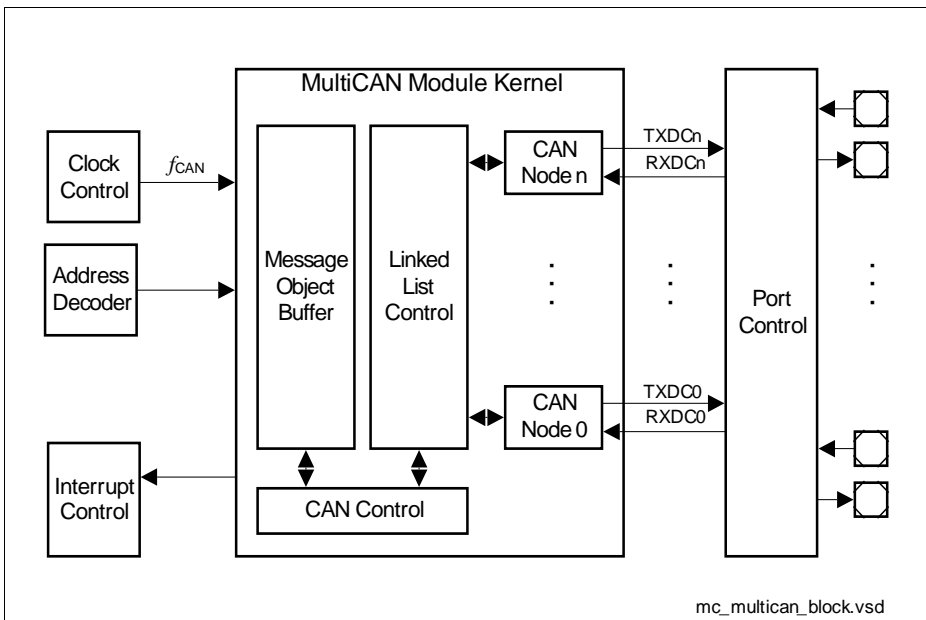 MultiCAN Module Kernel
Clock
Control
fCAN
Address
Decoder
Interrupt
Control
Message
Object
Buffer
Linked
List
Control
CAN
Node n
CAN
Node 0
CAN Control
TXDCn
RXDCn
TXDC0
RXDC0
Port
Control
mc_multican_block.vsd